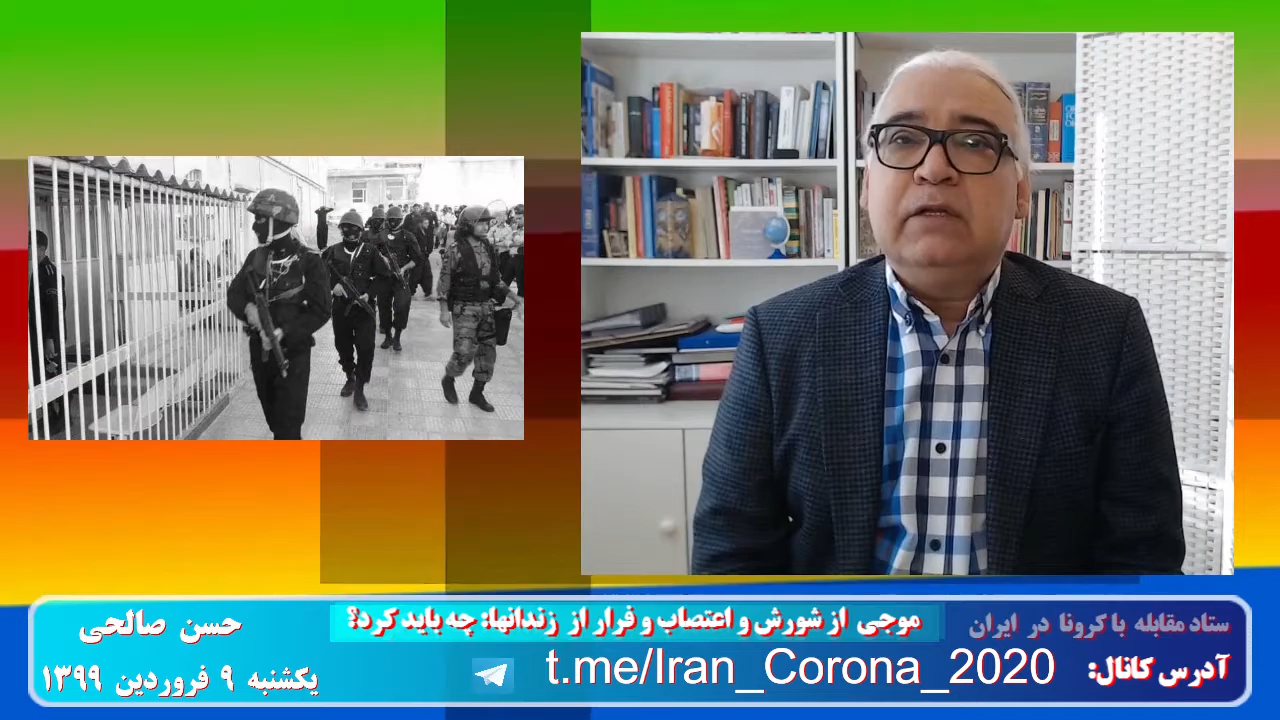 ستاد مقابله با کرونا در ایران
موجی از شورش و اعتصاب و فرار از زندانها: چه باید کرد؟
حسن صالحی
آدرس کانال:
t.me/Iran_Corona_2020
یکشنبه ۹ فروردین ۱۳۹۹